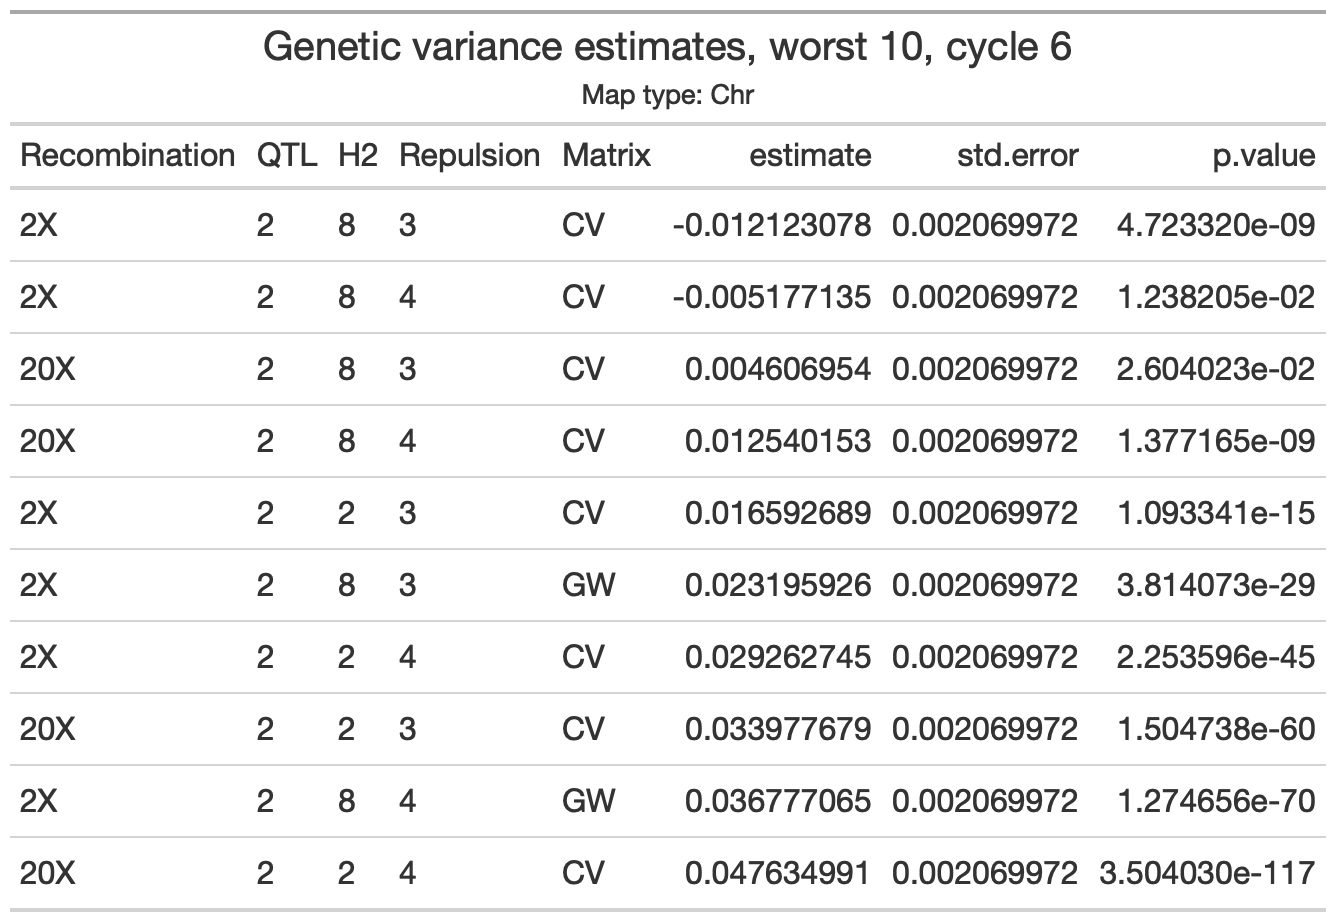 Genetic variance estimates, worst 10, cycle 6
Map type: Chr
Recombination QTL H2 Repulsion Matrix estimate std.error p.value
2X 2 8 3 CV -0.012123078 0.002069972 4.723320e-09
2X 2 8 4 CV -0.005177135 0.002069972 1.238205e-02
20X 2 8 3 CV 0.004606954 0.002069972 2.604023e-02
20X 2 8 4 CV 0.012540153 0.002069972 1.377165e-09
2X 2 2 3 CV 0.016592689 0.002069972 1.093341e-15
2X 2 8 3 GW 0.023195926 0.002069972 3.814073e-29
2X 2 2 4 CV 0.029262745 0.002069972 2.253596e-45
20X 2 2 3 CV 0.033977679 0.002069972 1.504738e-60
2X 2 8 4 GW 0.036777065 0.002069972 1.274656e-70
20X 2 2 4 CV 0.047634991 0.002069972 3.504030e-117